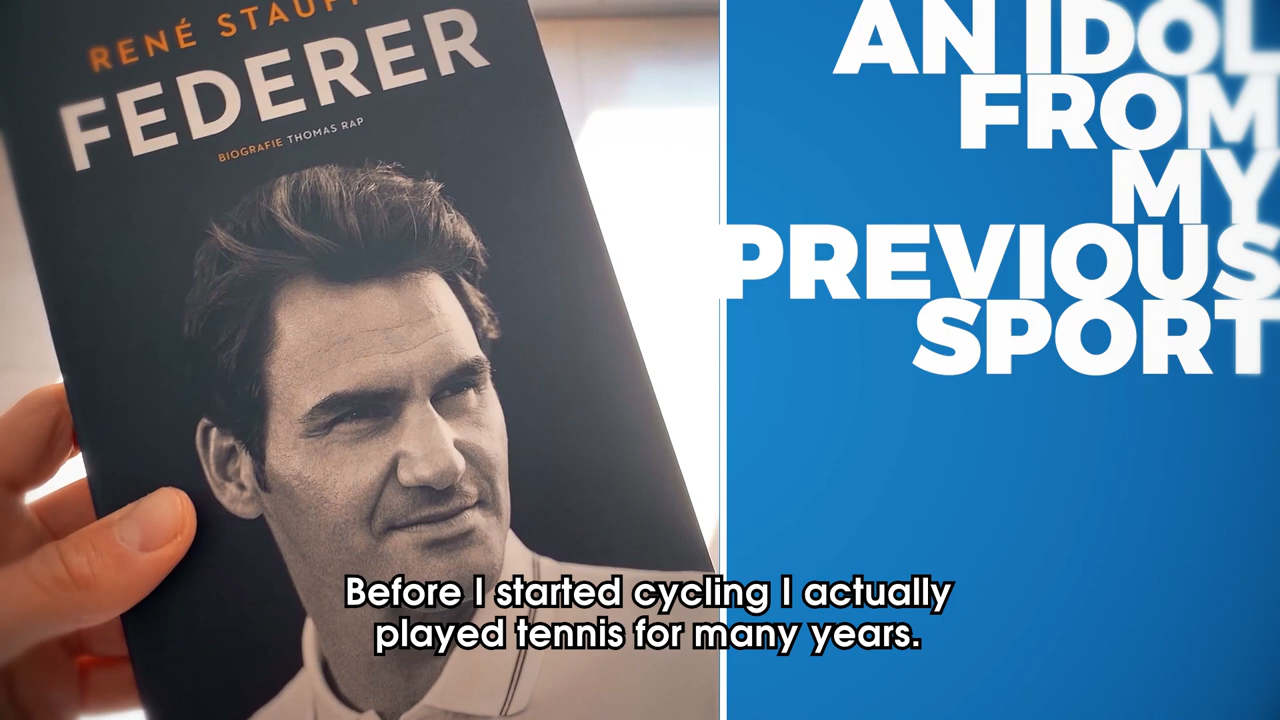 RENÉ STAUFF
FEDERER
BIOGRAFIE THOMAS RAP
AN IDOL
FROM
MY
PREVIOUS
SPORT
Before I started cycling I actually
played tennis for many years.